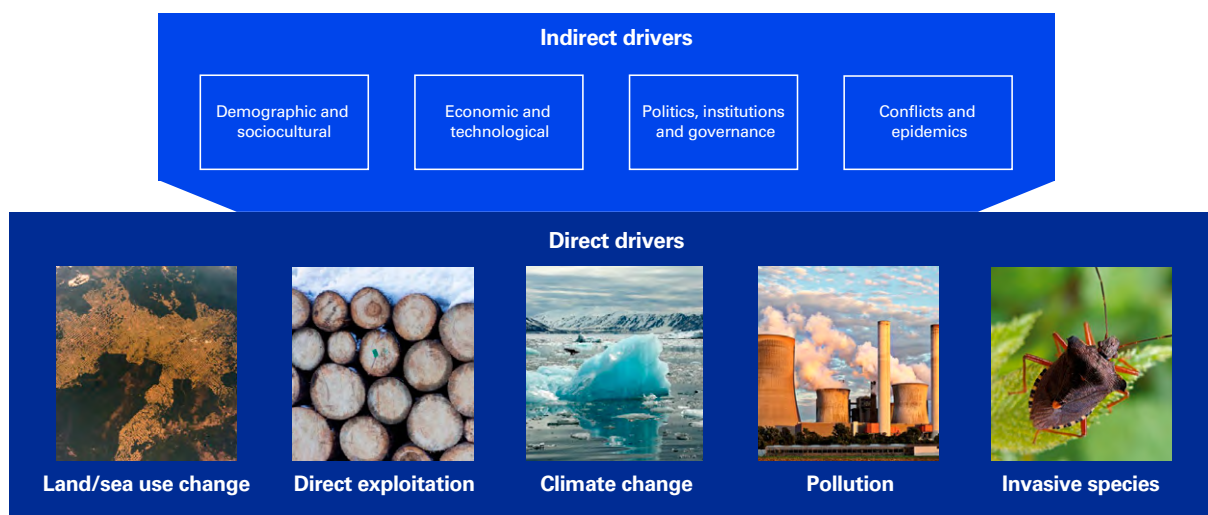 Indirect drivers
Demographic and
sociocultural
Economic and
technological
Politics, institutions
and governance
Conflicts and
epidemics
Direct drivers
Land/sea use change
Direct exploitation
Climate change
Pollution
Invasive species